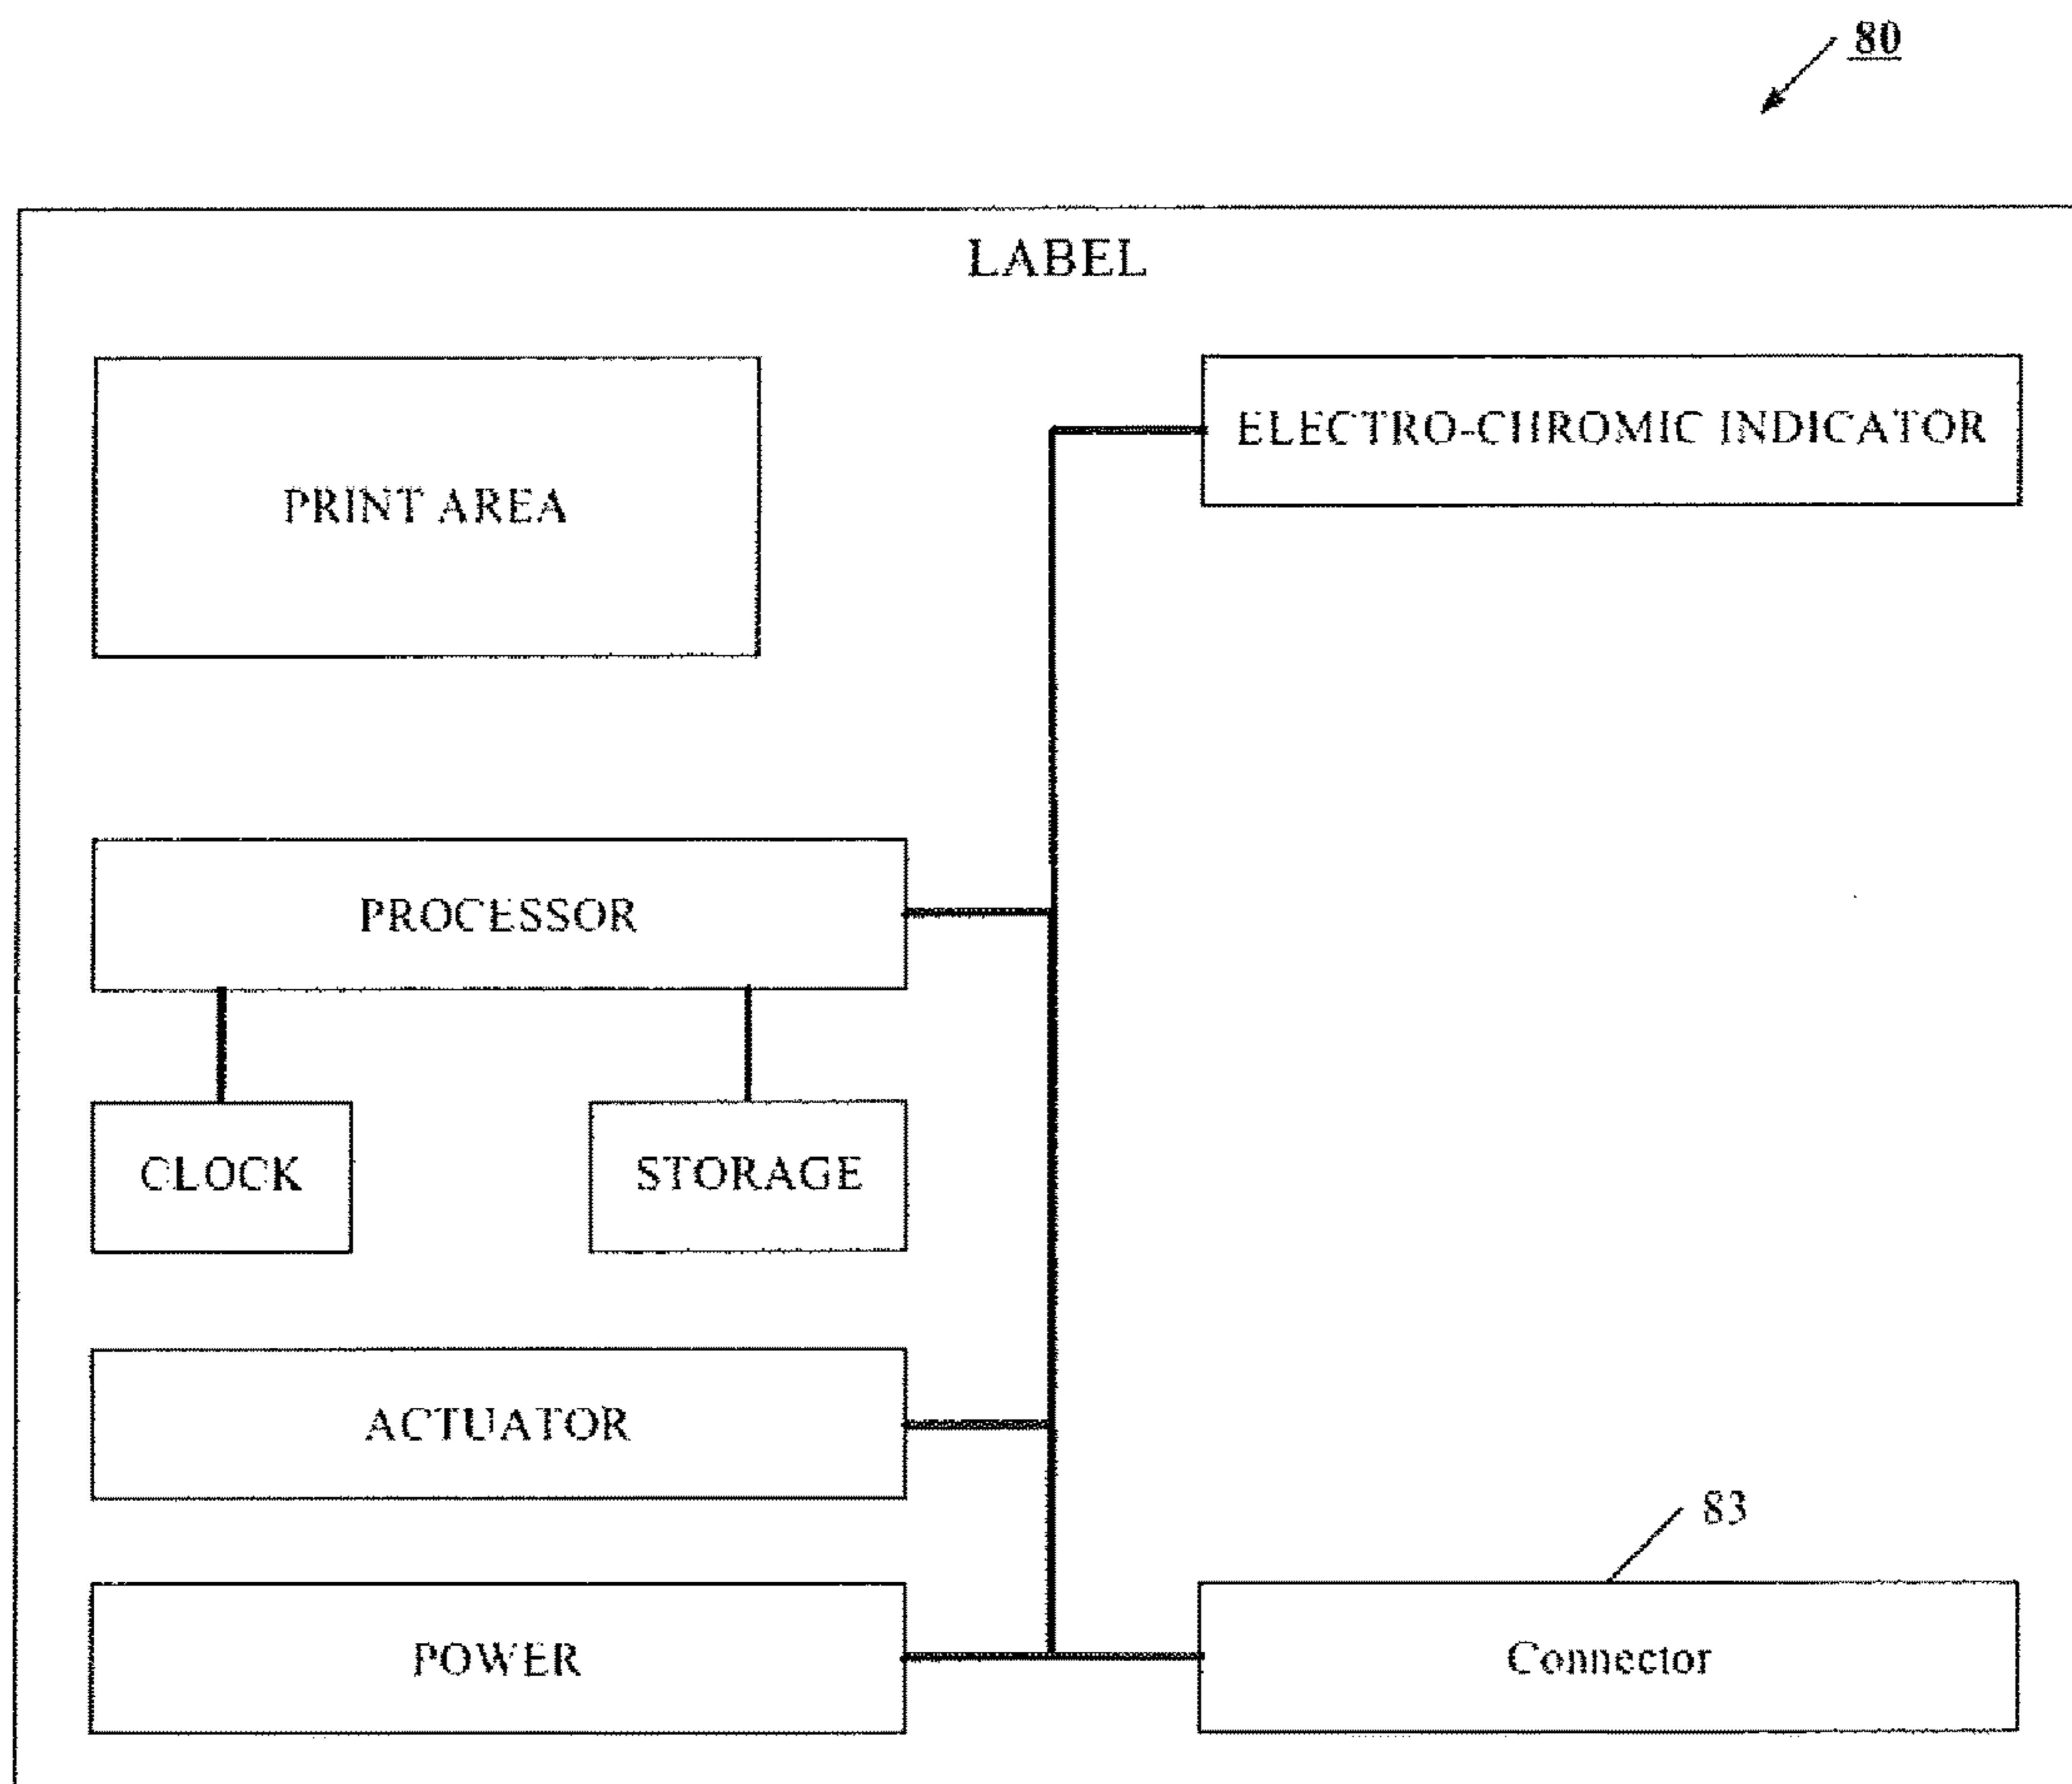 80
LABEL
PRINT AREA
ELECTRO-CHROMIC INDICATOR
PROCESSOR
CLOCK
STORAGE
ACTUATOR
83
POWER
Connector